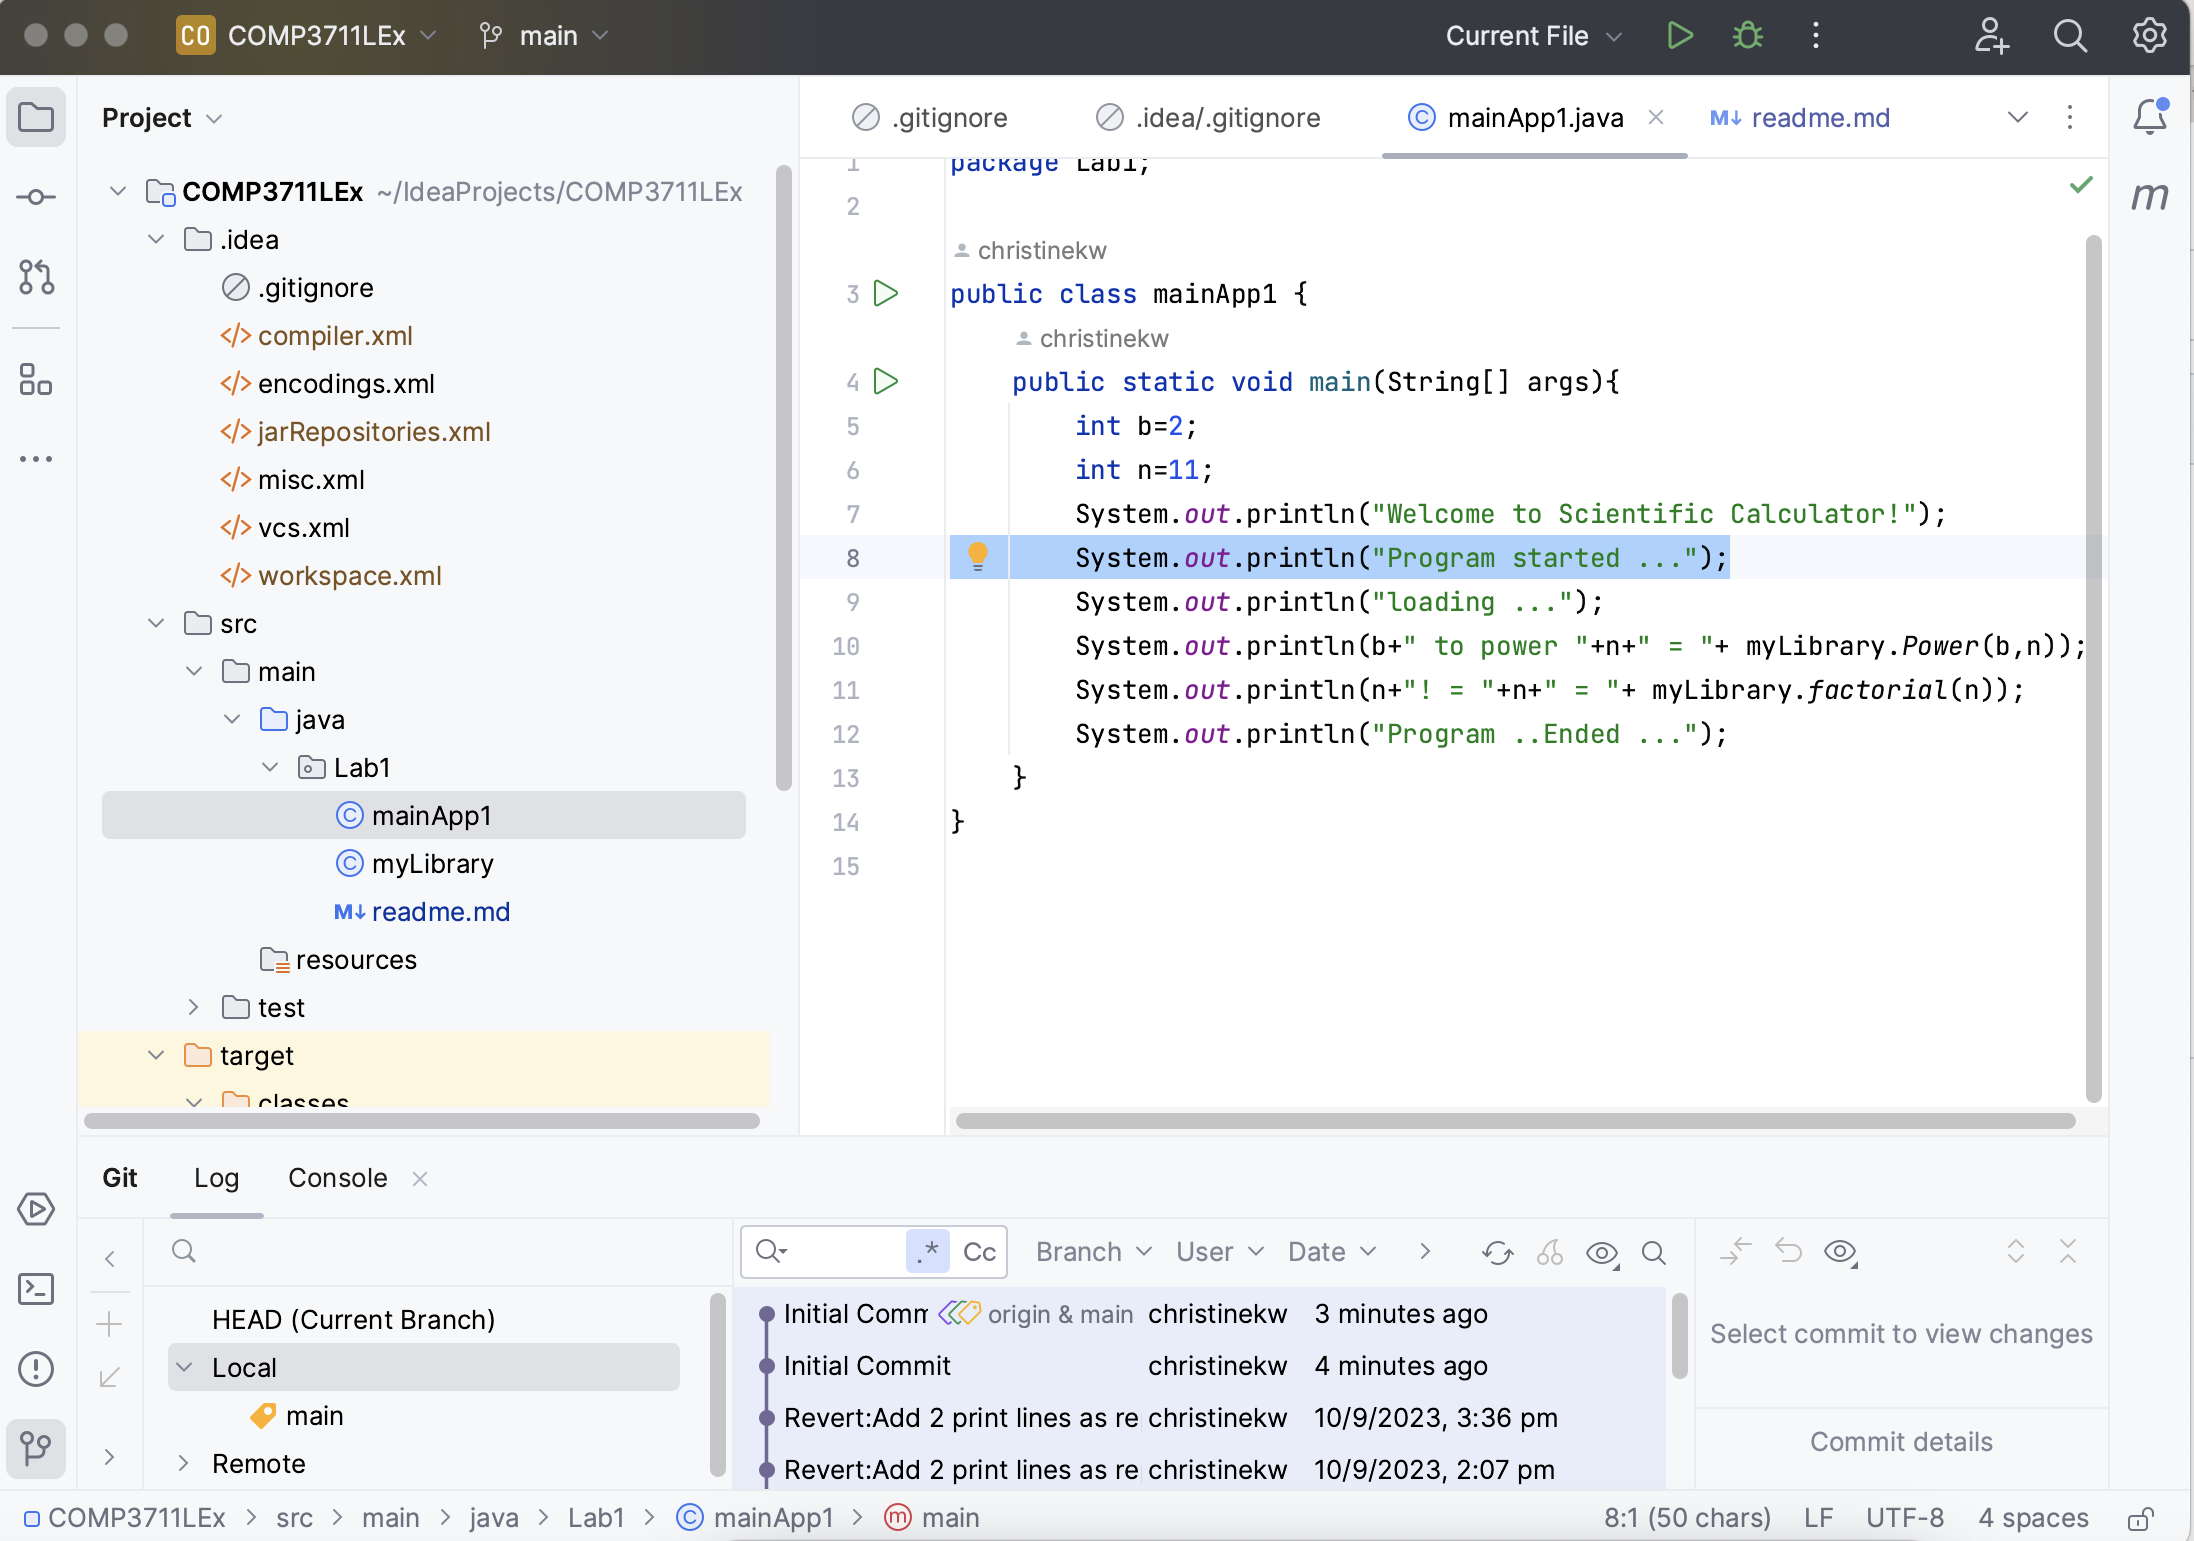 CO COMP3711LEx main Current File
Project
.gitignore .idea/.gitignore mainApp1.java M↓ readme.md
COMP3711LEx ~/IdeaProjects/COMP3711LEx
.idea
.gitignore
</> compiler.xml
</> encodings.xml
</> jarRepositories.xml
</> misc.xml
</> vcs.xml
</> workspace.xml
src
main
java
Lab1
C mainApp1
C myLibrary
M↓ readme.md
resources
test
target
classes
1 package Lab1;
2
christinekw
3 public class mainApp1 {
christinekw
4 public static void main(String[] args){
5 int b=2;
6 int n=11;
7 System.out.println("Welcome to Scientific Calculator!");
8 System.out.println("Program started ...");
9 System.out.println("loading ...");
10 System.out.println(b+" to power "+n+" = "+ myLibrary.Power(b,n));
11 System.out.println(n+"! = "+n+" = "+ myLibrary.factorial(n));
12 System.out.println("Program ..Ended ...");
13 }
14 }
15
m
Git Log Console
.* Cc Branch User Date
HEAD (Current Branch)
Local
main
Remote
Initial Comm origin & main christinekw 3 minutes ago
Initial Commit christinekw 4 minutes ago
Revert:Add 2 print lines as re christinekw 10/9/2023, 3:36 pm
Revert:Add 2 print lines as re christinekw 10/9/2023, 2:07 pm
Select commit to view changes
Commit details
COMP3711LEx > src > main > java > Lab1 > C mainApp1 > m main 8:1 (50 chars) LF UTF-8 4 spaces